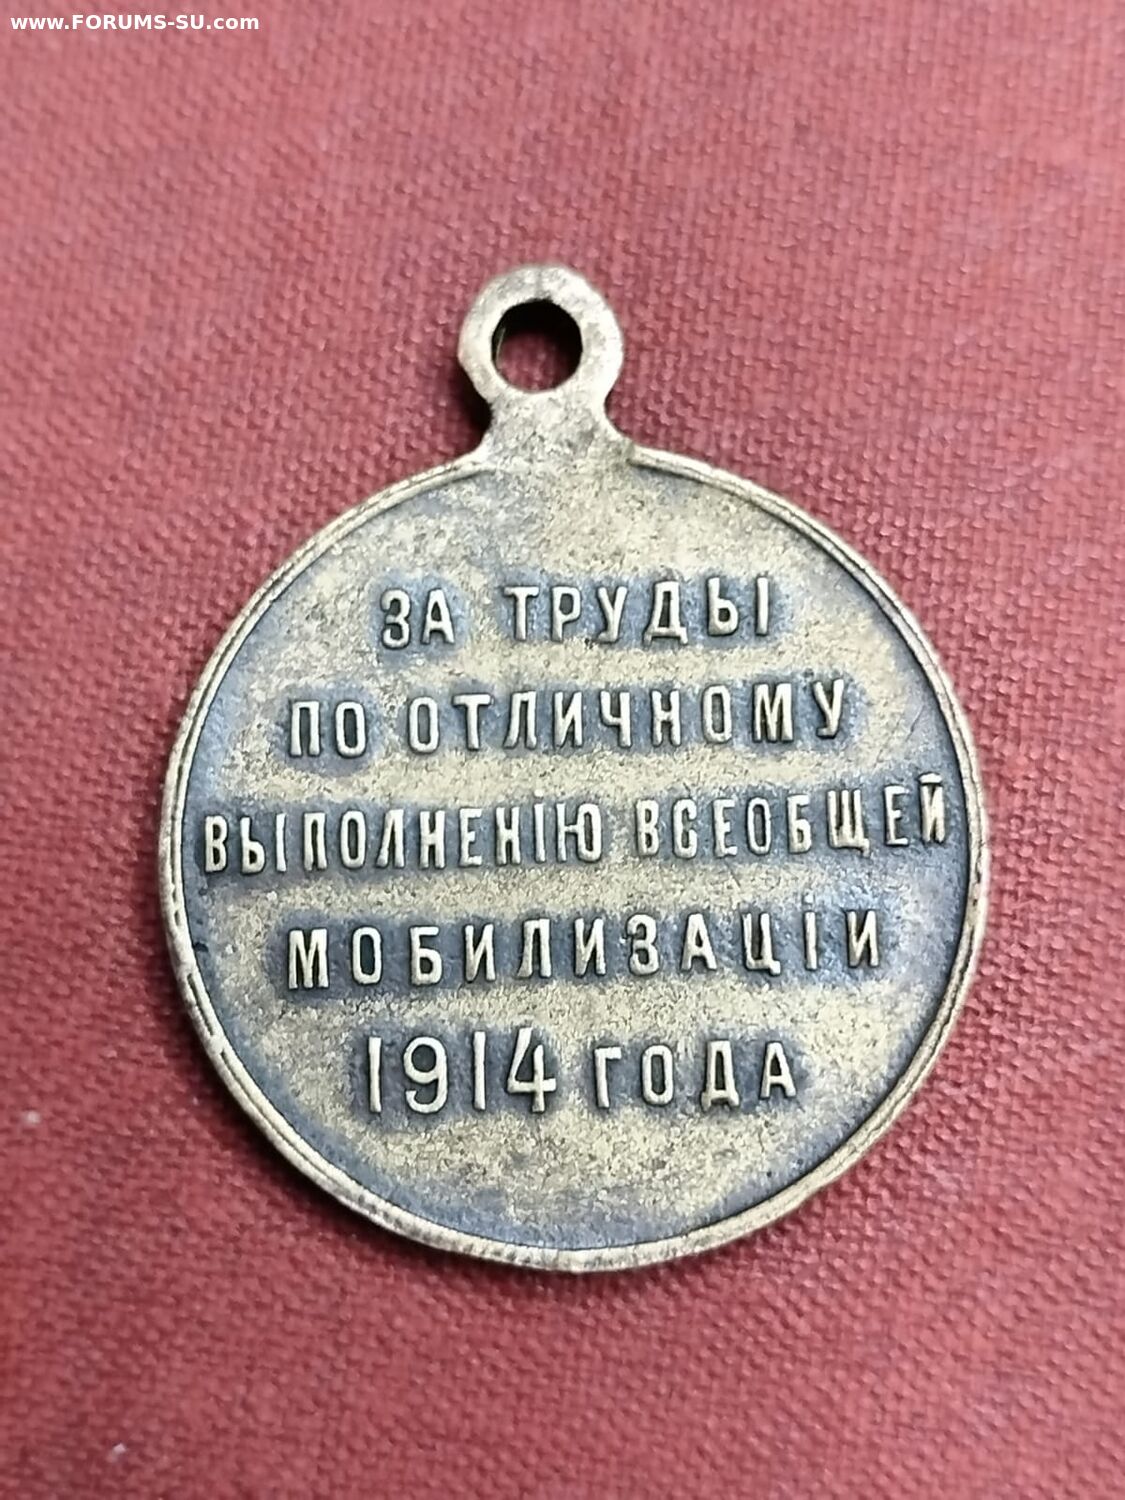 www.FORUMS-SU.com
ЗА ТРУДЫ
ПО ОТЛИЧНОМУ
ВЫПОЛНЕНІЮ ВСЕОБЩЕЙ
МОБИЛИЗАЦІИ
1914 ГОДА